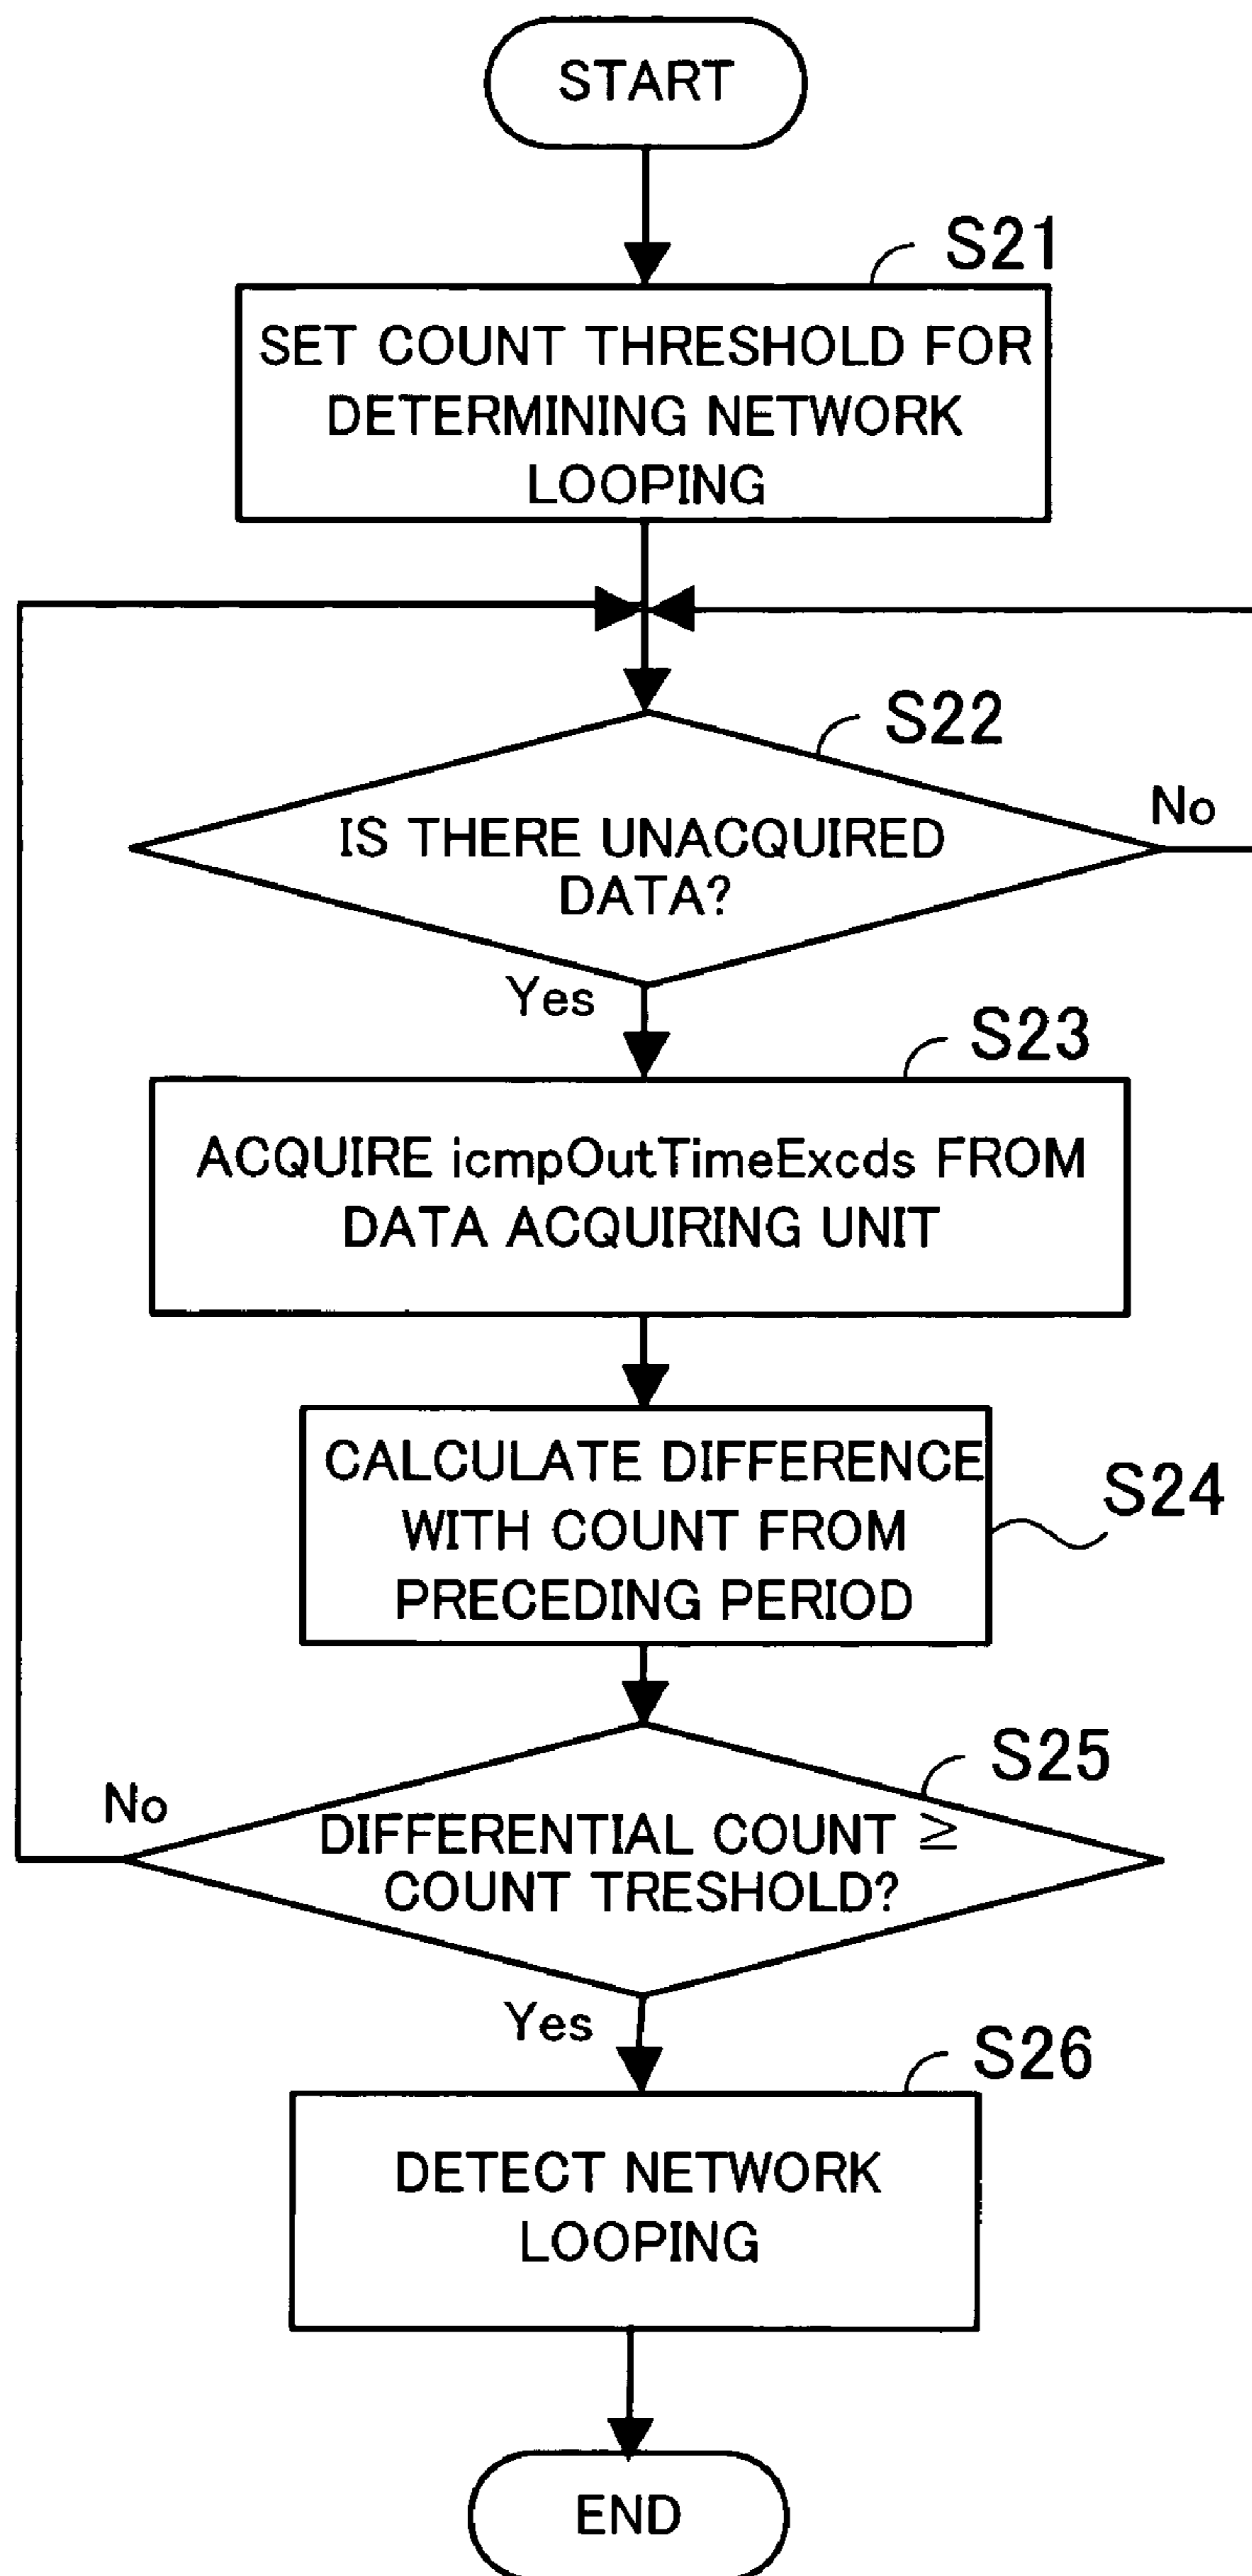 START
S21
SET COUNT THRESHOLD FOR
DETERMINING NETWORK
LOOPING
S22
No
IS THERE UNACQUIRED
DATA?
Yes
S23
ACQUIRE icmpOutTimeExcds FROM
DATA ACQUIRING UNIT
CALCULATE DIFFERENCE
WITH COUNT FROM
PRECEDING PERIOD
S24
S25
No
DIFFERENTIAL COUNT ≥
COUNT TRESHOLD?
Yes
S26
DETECT NETWORK
LOOPING
END